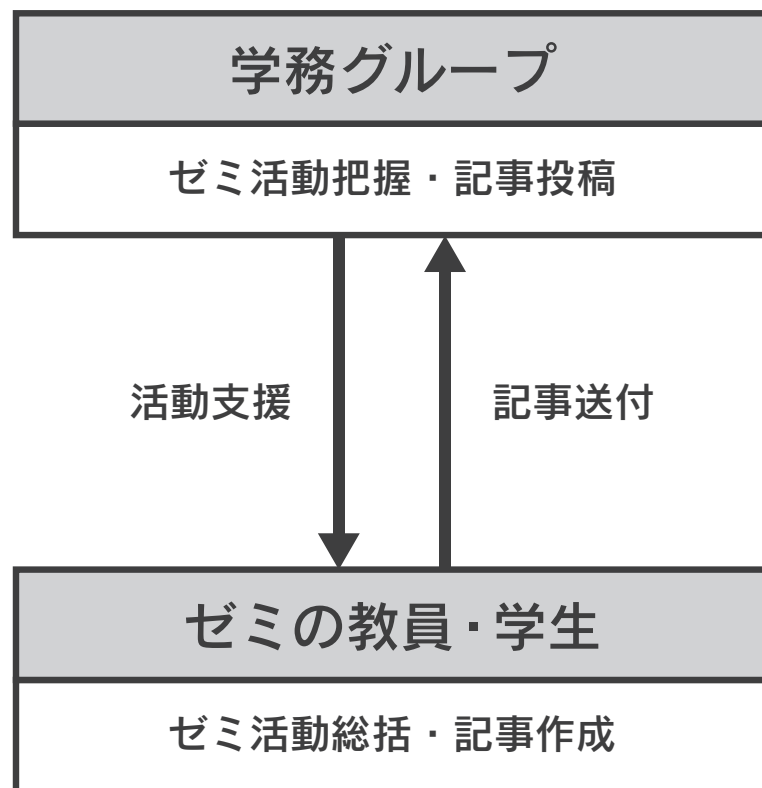 学務グループ
ゼミ活動把握・記事投稿
活動支援
記事送付
ゼミの教員・学生
ゼミ活動総括・記事作成